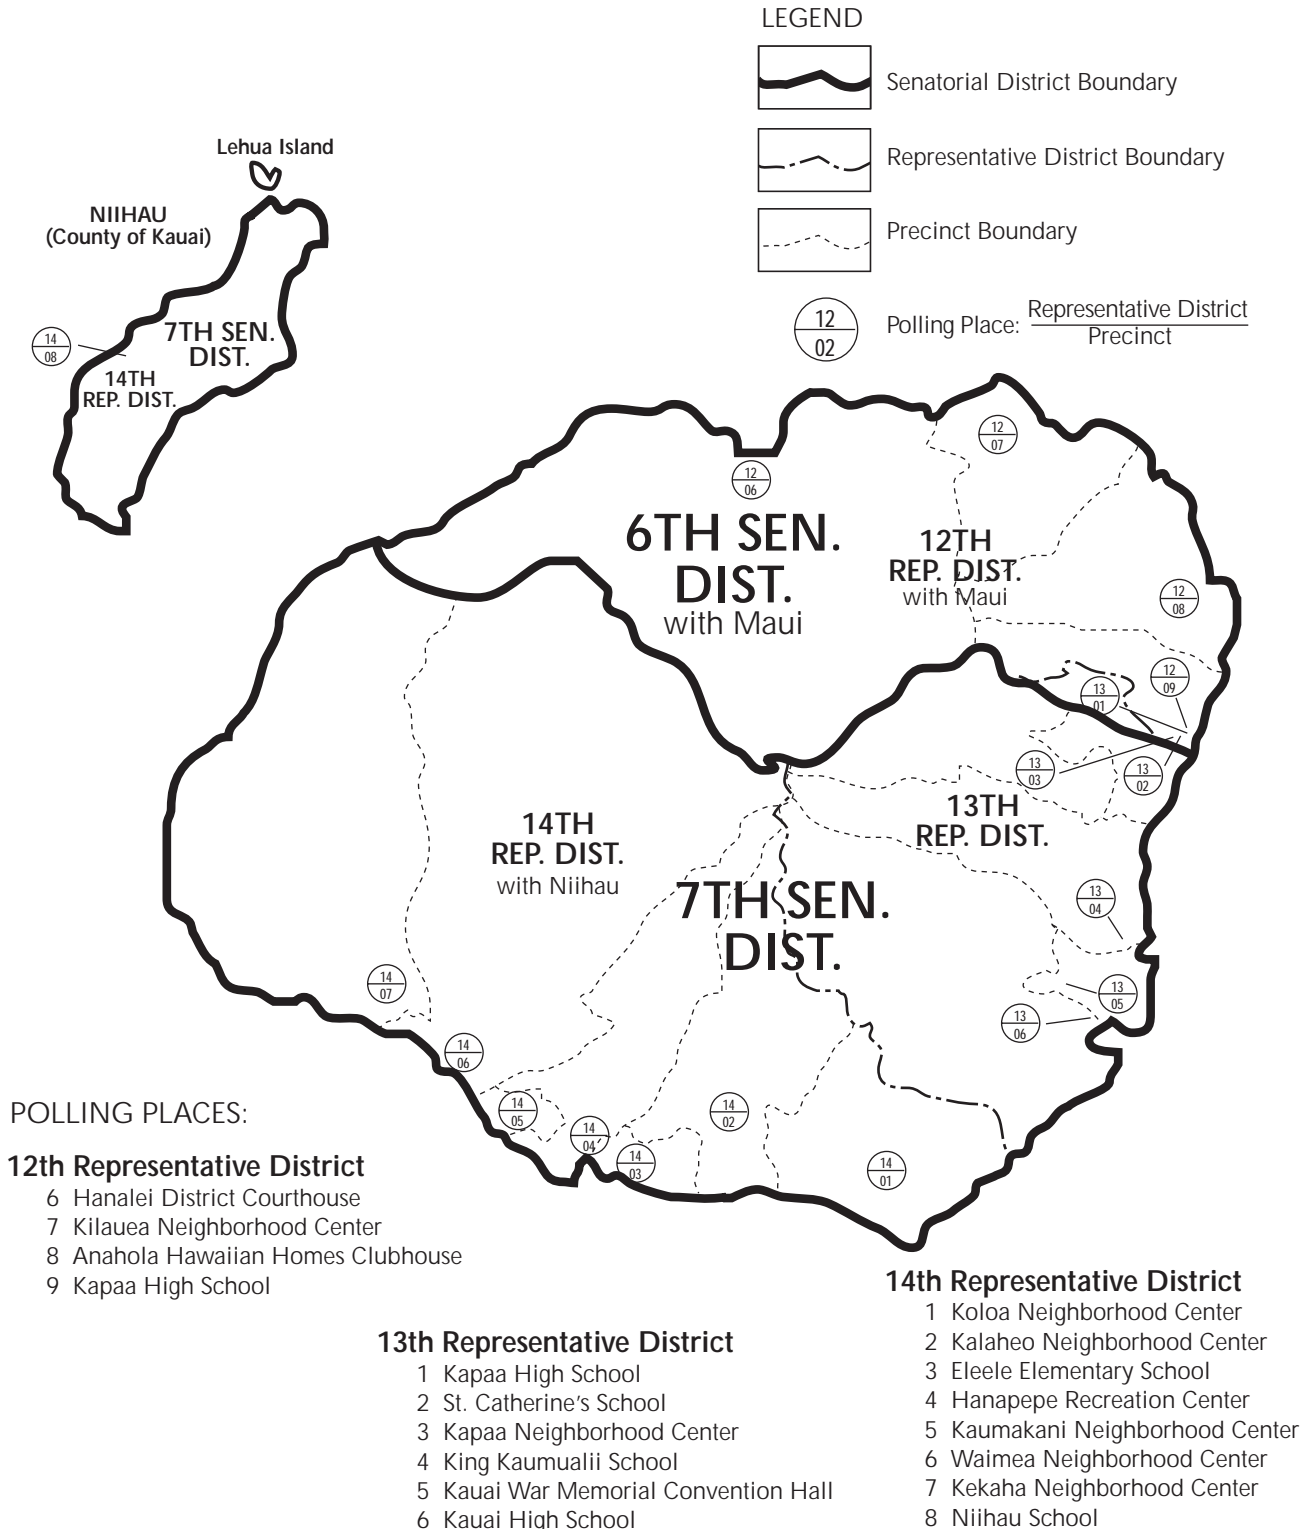 LEGEND
Senatorial District Boundary
Representative District Boundary
Precinct Boundary
12
02
Polling Place: Representative District
Precinct
Lehua Island
NIIHAU
(County of Kauai)
7TH SEN.
DIST.
14
08
14TH
REP. DIST.
12
07
12
06
6TH SEN.
DIST.
with Maui
12TH
REP. DIST.
with Maui
12
08
12
09
13
01
13
03
13
02
13TH
REP. DIST.
14TH
REP. DIST.
with Niihau
7TH SEN.
DIST.
13
04
13
05
13
06
14
07
14
06
14
05
14
04
14
03
14
02
14
01
POLLING PLACES:
12th Representative District
6 Hanalei District Courthouse
7 Kilauea Neighborhood Center
8 Anahola Hawaiian Homes Clubhouse
9 Kapaa High School
13th Representative District
1 Kapaa High School
2 St. Catherine's School
3 Kapaa Neighborhood Center
4 King Kaumualii School
5 Kauai War Memorial Convention Hall
6 Kauai High School
14th Representative District
1 Koloa Neighborhood Center
2 Kalaheo Neighborhood Center
3 Eleele Elementary School
4 Hanapepe Recreation Center
5 Kaumakani Neighborhood Center
6 Waimea Neighborhood Center
7 Kekaha Neighborhood Center
8 Niihau School